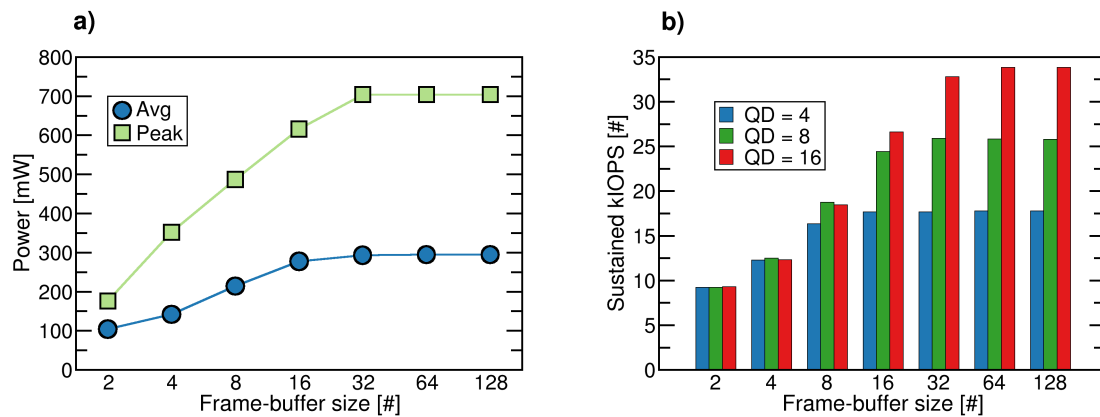 a)
800
700
600
500
400
300
200
100
0
Power [mW]
Avg
Peak
2 4 8 16 32 64 128
Frame-buffer size [#]
b)
35
30
25
20
15
10
5
0
Sustained kIOPS [#]
QD = 4
QD = 8
QD = 16
2 4 8 16 32 64 128
Frame-buffer size [#]